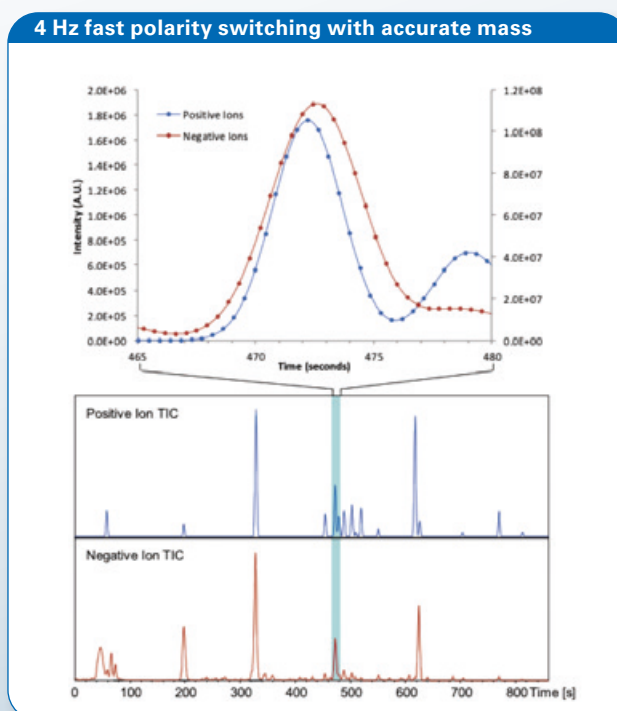 4 Hz fast polarity switching with accurate mass
2.0E+06
1.8E+06
1.6E+06
1.4E+06
1.2E+06
1.0E+06
8.0E+05
6.0E+05
4.0E+05
2.0E+05
0.0E+00
Intensity (A.U.)
Positive Ions
Negative Ions
1.2E+08
1.0E+08
8.0E+07
6.0E+07
4.0E+07
2.0E+07
0.0E+00
465 470 475 480
Time (seconds)
Positive Ion TIC
Negative Ion TIC
0 100 200 300 400 500 600 700 800 Time [s]